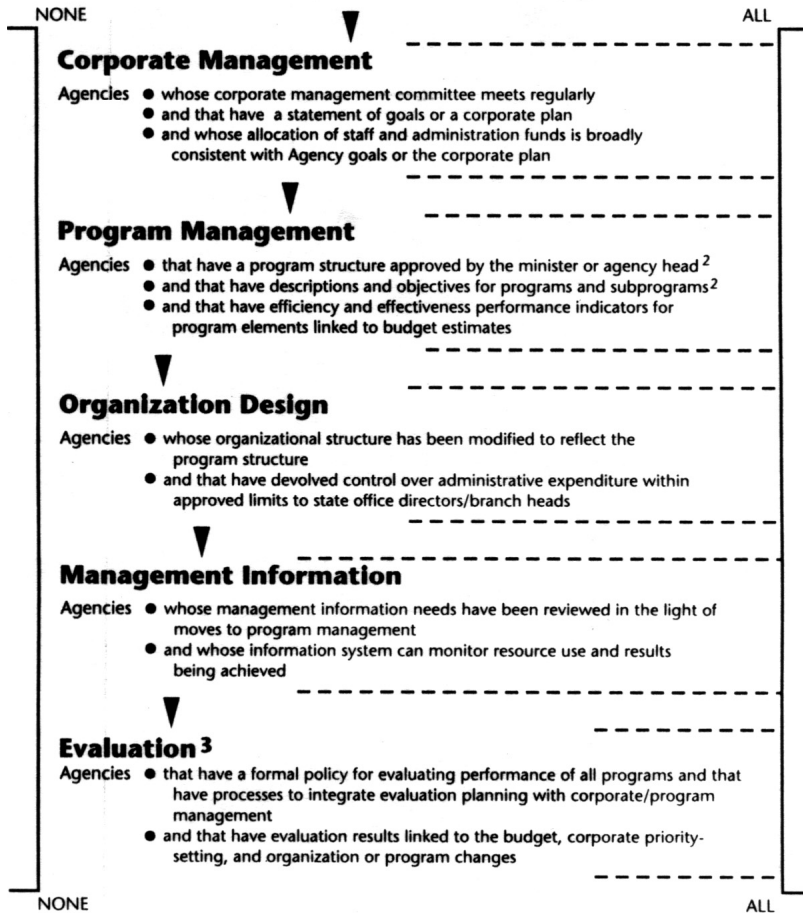 NONE ALL
Corporate Management
Agencies ● whose corporate management committee meets regularly
● and that have a statement of goals or a corporate plan
● and whose allocation of staff and administration funds is broadly
consistent with Agency goals or the corporate plan
Program Management
Agencies ● that have a program structure approved by the minister or agency head 2
● and that have descriptions and objectives for programs and subprograms 2
● and that have efficiency and effectiveness performance indicators for
program elements linked to budget estimates
Organization Design
Agencies ● whose organizational structure has been modified to reflect the
program structure
● and that have devolved control over administrative expenditure within
approved limits to state office directors/branch heads
Management Information
Agencies ● whose management information needs have been reviewed in the light of
moves to program management
● and whose information system can monitor resource use and results
being achieved
Evaluation 3
Agencies ● that have a formal policy for evaluating performance of all programs and that
have processes to integrate evaluation planning with corporate/program
management
● and that have evaluation results linked to the budget, corporate priority-
setting, and organization or program changes
NONE ALL